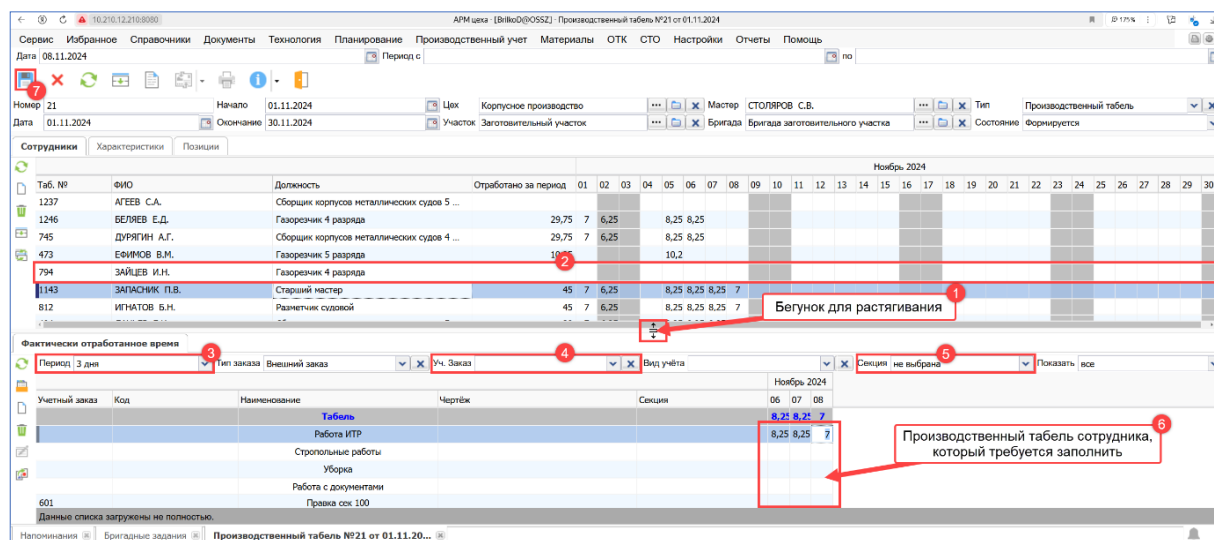 10.210.12.210:8080 АРМ цеха - [BrilkoD@OSSZ] - Производственный табель №21 от 01.11.2024 125%
Сервис Избранное Справочники Документы Технология Планирование Производственный учет Материалы ОТК СТО Настройки Отчеты Помощь
Дата 08.11.2024 Период с по
7
Номер 21 Начало 01.11.2024 Цех Корпусное производство Мастер СТОЛЯРОВ С.В. Тип Производственный табель
Дата 01.11.2024 Окончание 30.11.2024 Участок Заготовительный участок Бригада Бригада заготовительного участка Состояние Формируется
Сотрудники Характеристики Позиции
Ноябрь 2024
Таб. № ФИО Должность Отработано за период 01 02 03 04 05 06 07 08 09 10 11 12 13 14 15 16 17 18 19 20 21 22 23 24 25 26 27 28 29 30
1237 АГЕЕВ С.А. Сборщик корпусов металлических судов 5 ...
1246 БЕЛЯЕВ Е.Д. Газорезчик 4 разряда 29,75 7 6,25 8,25 8,25
745 ДУРЯГИН А.Г. Сборщик корпусов металлических судов 4 ... 29,75 7 6,25 8,25 8,25
473 ЕФИМОВ В.М. Газорезчик 5 разряда 10,2
2
794 ЗАЙЦЕВ И.Н. Газорезчик 4 разряда
1143 ЗАПАСНИК П.В. Старший мастер 45 7 6,25 8,25 8,25 8,25 7
1
812 ИГНАТОВ Б.Н. Разметчик судовой 45 7 6,25 8,25 8,25 8,25 7
Бегунок для растягивания
Фактически отработанное время
3 4 5
Период 3 дня Тип заказа Внешний заказ Уч. Заказ Вид учёта Секция не выбрана Показать все
Ноябрь 2024
Учетный заказ Код Наименование Чертёж Секция 06 07 08
Табель 8,25 8,25 7
6
Работа ИТР 8,25 8,25 7
Производственный табель сотрудника,
который требуется заполнить
Стропольные работы
Уборка
Работа с документами
601 Правка сек 100
Данные списка загружены не полностью.
Напоминания Бригадные задания Производственный табель №21 от 01.11.20...